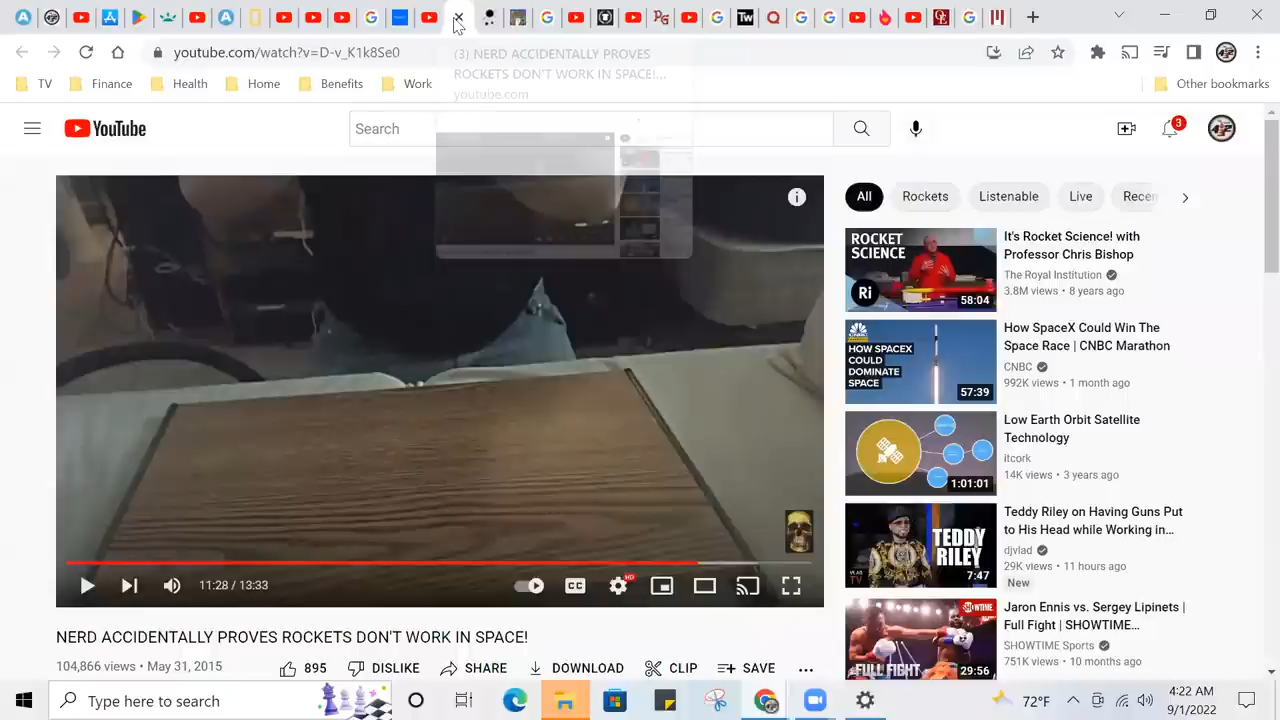 youtube.com/watch?v=D-v_K1k8Se0
(3) NERD ACCIDENTALLY PROVES
ROCKETS DON'T WORK IN SPACE!...
youtube.com
TV
Finance
Health
Home
Benefits
Work
Other bookmarks
YouTube
Search
3
All
Rockets
Listenable
Live
Recen
ROCKET
SCIENCE
Ri
58:04
It's Rocket Science! with
Professor Chris Bishop
The Royal Institution
3.8M views • 8 years ago
CNBC
HOW SPACEX
COULD
DOMINATE
SPACE
57:39
How SpaceX Could Win The
Space Race | CNBC Marathon
CNBC
992K views • 1 month ago
1:01:01
Low Earth Orbit Satellite
Technology
itcork
14K views • 3 years ago
TEDDY
RILEY
7:47
Teddy Riley on Having Guns Put
to His Head while Working in...
djvlad
29K views • 11 hours ago
New
SHOWTIME
FULL FIGHT
29:56
Jaron Ennis vs. Sergey Lipinets |
Full Fight | SHOWTIME...
SHOWTIME Sports
751K views • 10 months ago
11:28 / 13:33
CC
HD
NERD ACCIDENTALLY PROVES ROCKETS DON'T WORK IN SPACE!
104,866 views • May 31, 2015
895
DISLIKE
SHARE
DOWNLOAD
CLIP
SAVE
Type here to search
72°F
4:22 AM
9/1/2022